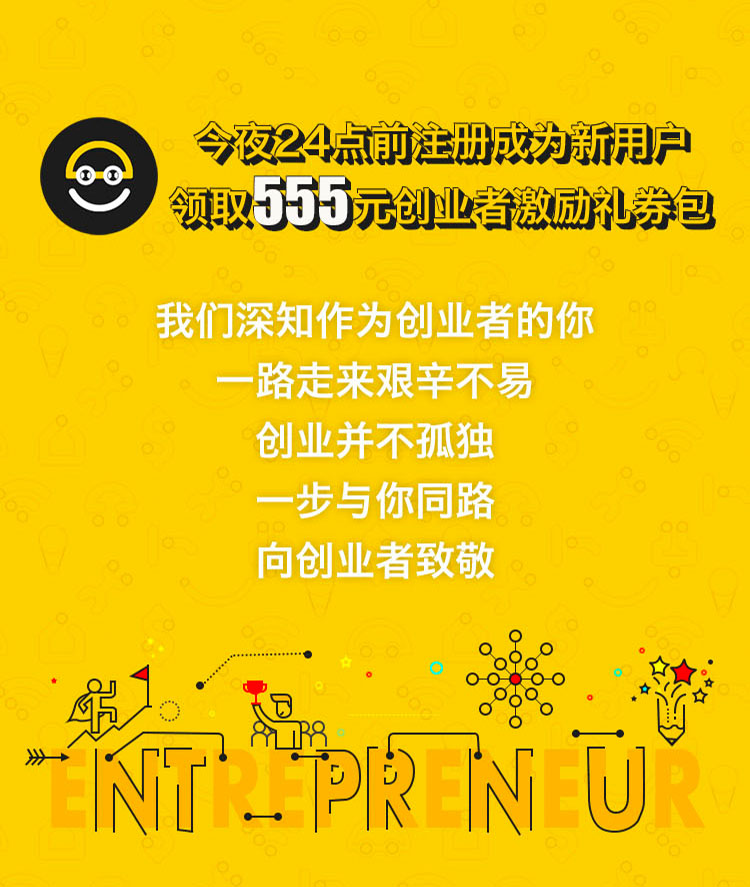 今夜24点前注册成为新用户
领取555元创业者激励礼券包
我们深知作为创业者的你
一路走来艰辛不易
创业并不孤独
一步与你同路
向创业者致敬
ENTREPRENEUR